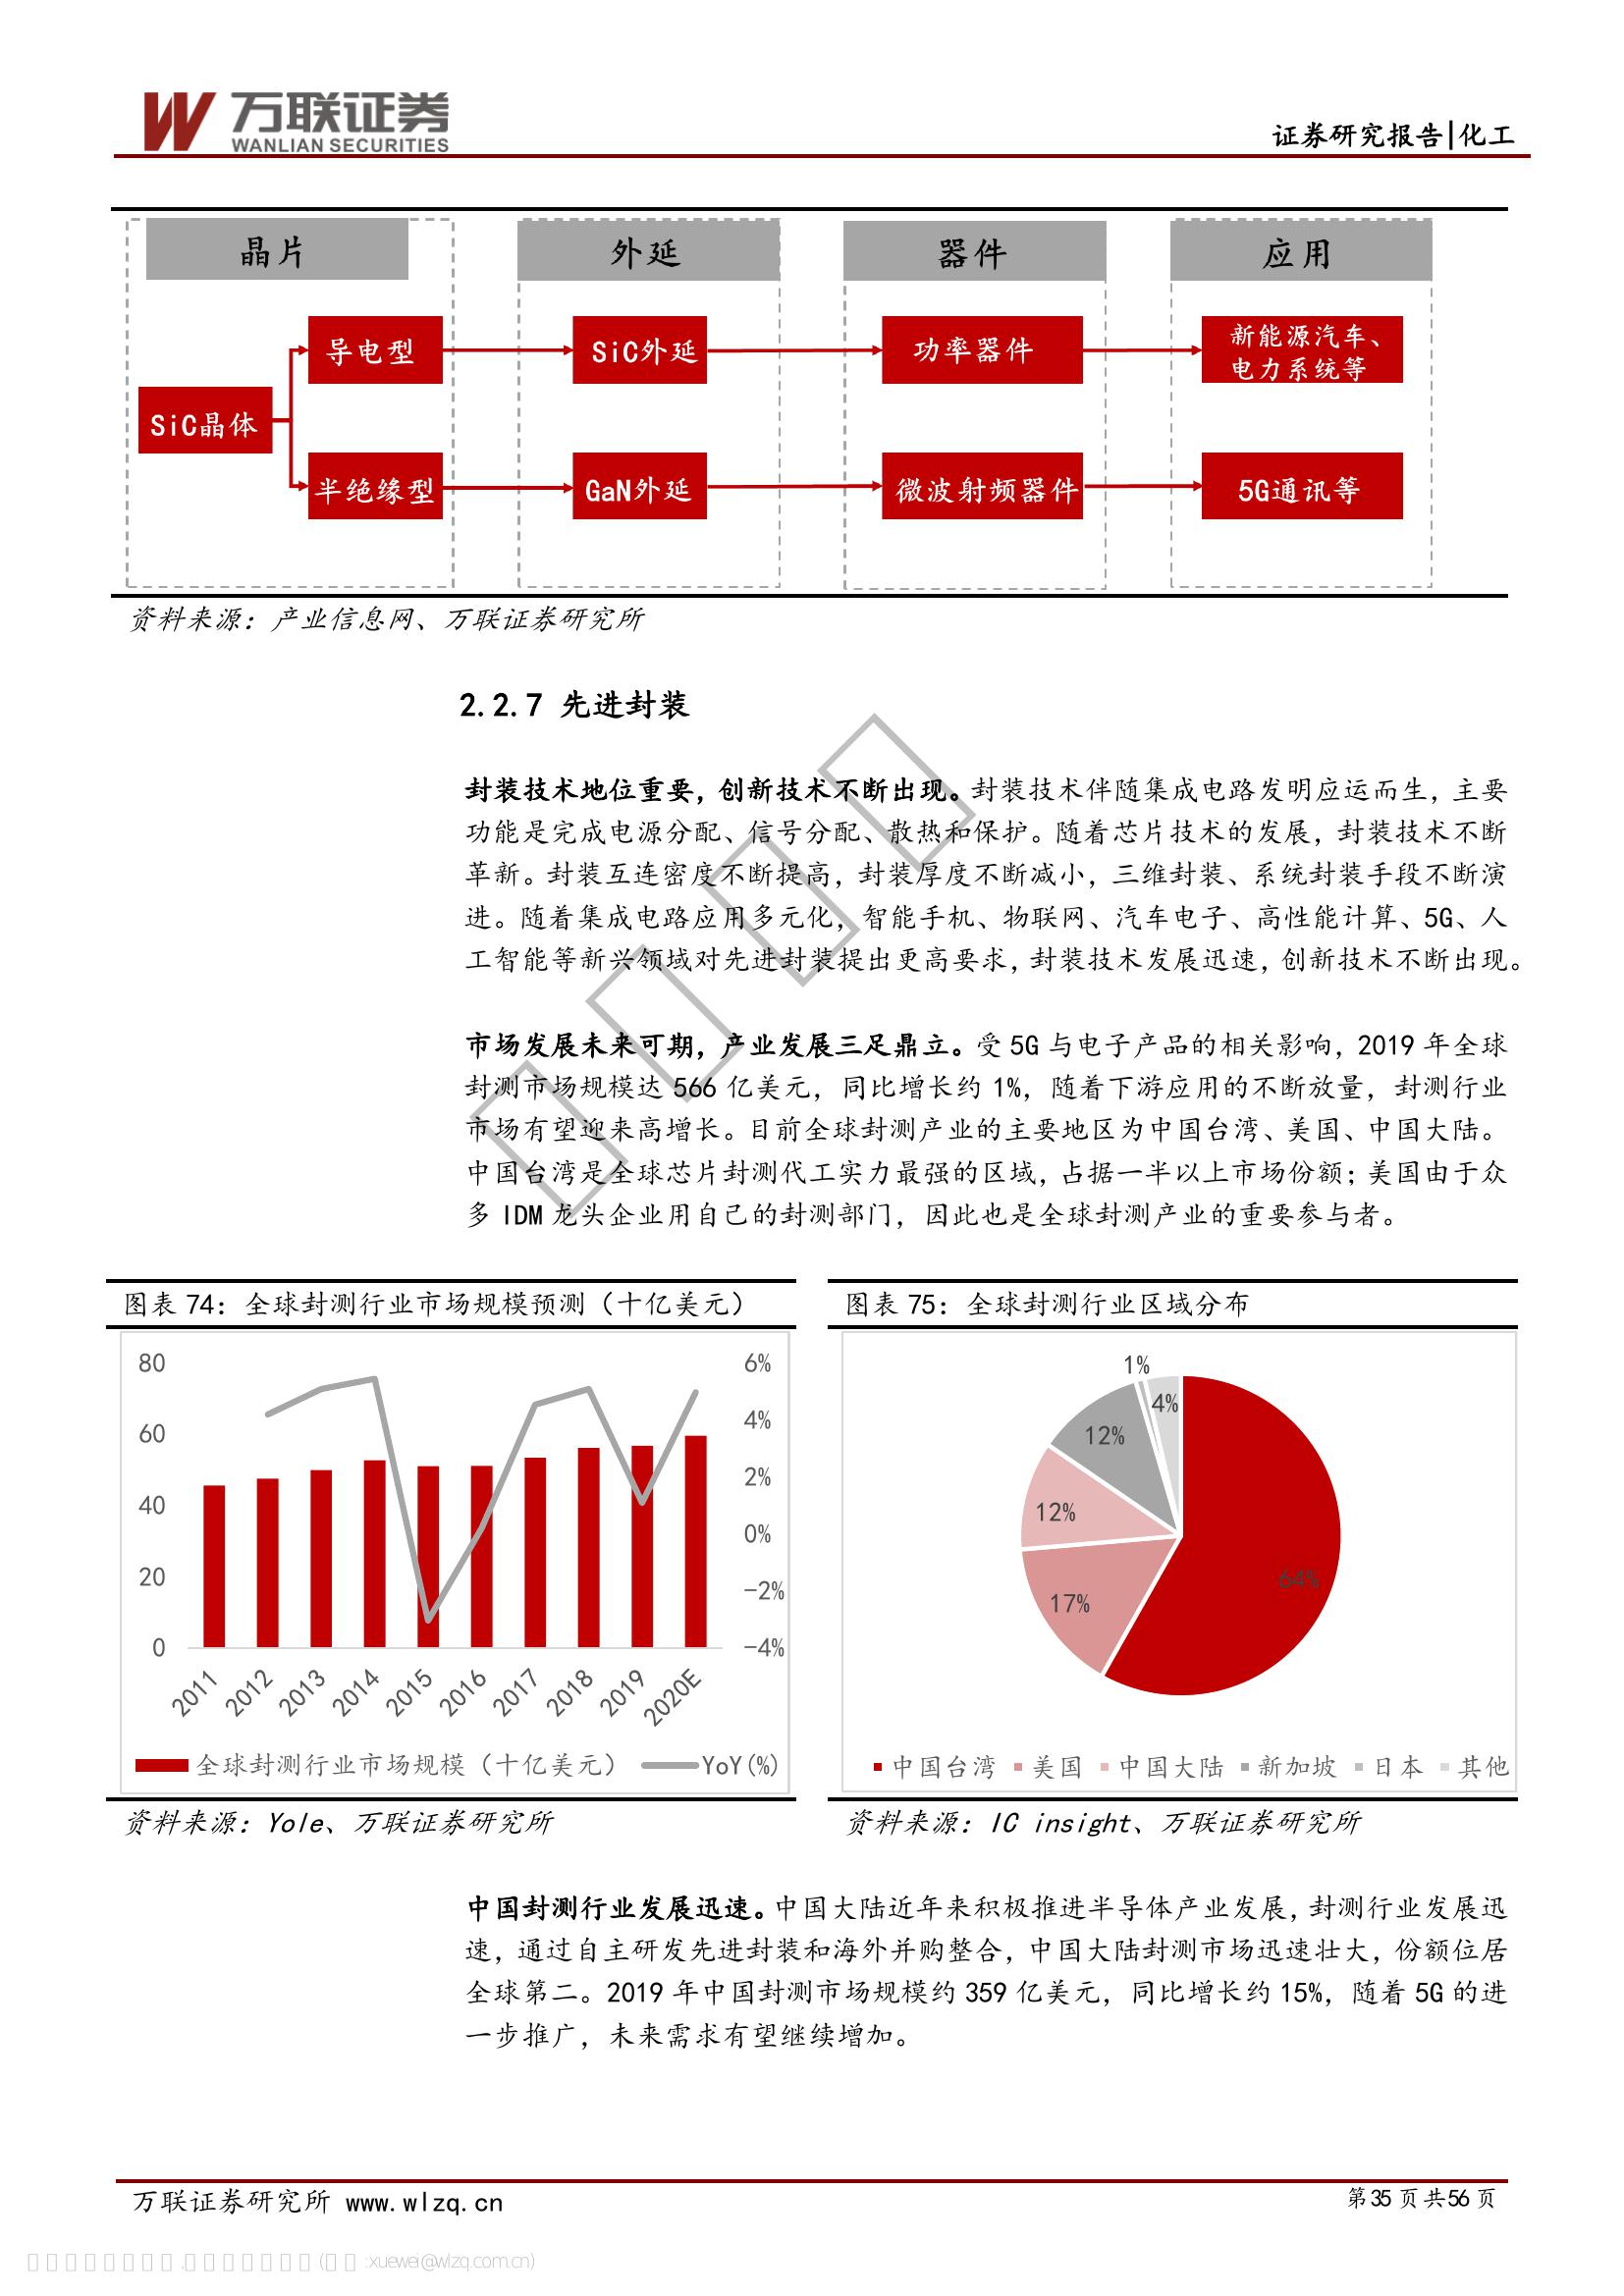 万联证券
WANLIAN SECURITIES
证券研究报告|化工
晶片
外延
器件
应用
导电型
SiC外延
功率器件
新能源汽车、
电力系统等
SiC晶体
半绝缘型
GaN外延
微波射频器件
5G通讯等
资料来源：产业信息网、万联证券研究所
2.2.7 先进封装
封装技术地位重要，创新技术不断出现。封装技术伴随集成电路发明应运而生，主要
功能是完成电源分配、信号分配、散热和保护。随着芯片技术的发展，封装技术不断
革新。封装互连密度不断提高，封装厚度不断减小，三维封装、系统封装手段不断演
进。随着集成电路应用多元化，智能手机、物联网、汽车电子、高性能计算、5G、人
工智能等新兴领域对先进封装提出更高要求，封装技术发展迅速，创新技术不断出现。
市场发展未来可期，产业发展三足鼎立。受 5G 与电子产品的相关影响，2019 年全球
封测市场规模达 566 亿美元，同比增长约 1%，随着下游应用的不断放量，封测行业
市场有望迎来高增长。目前全球封测产业的主要地区为中国台湾、美国、中国大陆。
中国台湾是全球芯片封测代工实力最强的区域，占据一半以上市场份额；美国由于众
多 IDM 龙头企业用自己的封测部门，因此也是全球封测产业的重要参与者。
图表 74：全球封测行业市场规模预测（十亿美元）
80
60
40
20
0
6%
4%
2%
0%
-2%
-4%
2011
2012
2013
2014
2015
2016
2017
2018
2019
2020E
全球封测行业市场规模（十亿美元）
YoY(%)
资料来源：Yole、万联证券研究所
图表 75：全球封测行业区域分布
1%
4%
12%
12%
17%
64%
中国台湾
美国
中国大陆
新加坡
日本
其他
资料来源：IC insight、万联证券研究所
中国封测行业发展迅速。中国大陆近年来积极推进半导体产业发展，封测行业发展迅
速，通过自主研发先进封装和海外并购整合，中国大陆封测市场迅速壮大，份额位居
全球第二。2019 年中国封测市场规模约 359 亿美元，同比增长约 15%，随着 5G 的进
一步推广，未来需求有望继续增加。
万联证券研究所 www.wlzq.cn
第35 页 共56 页
:xuewei@wlzq.com.cn)